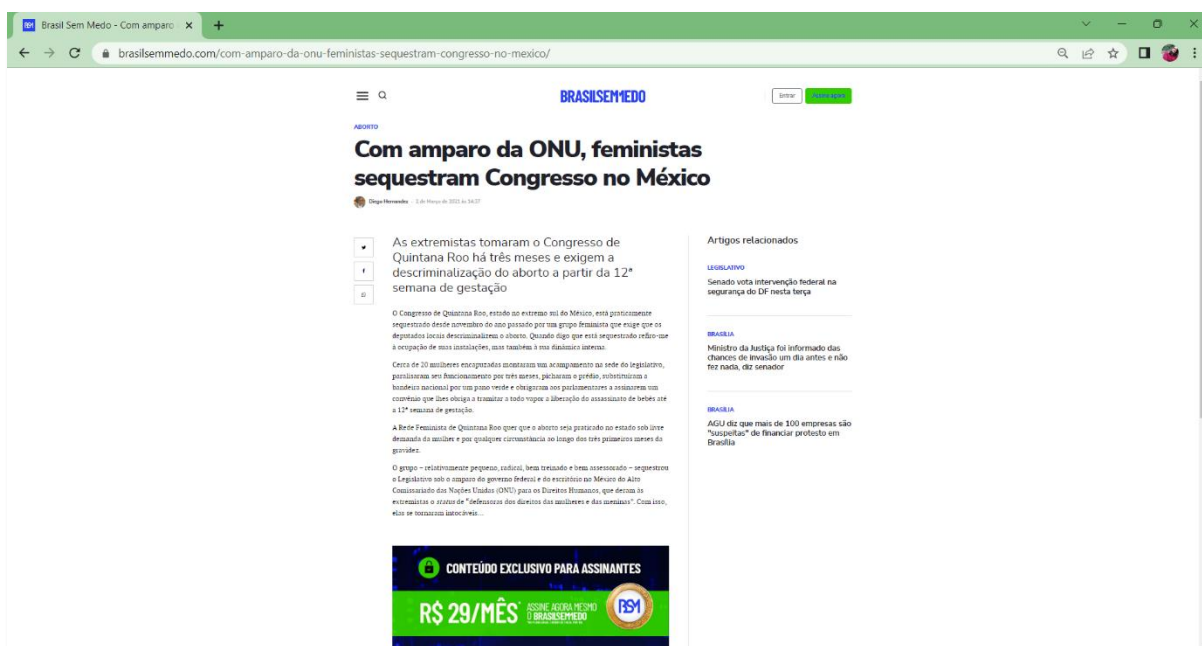 Brasil Sem Medo - Com amparo
brasilsemmedo.com/com-amparo-da-onu-feministas-sequestram-congresso-no-mexico/
BRASILSEM1EDO
Entrar
Assine agora
ABORTO
Com amparo da ONU, feministas
sequestram Congresso no México
Diego Hernandez - 2 de Março de 2021 às
As extremistas tomaram o Congresso de
Quintana Roo há três meses e exigem a
descriminalização do aborto a partir da 12ª
semana de gestação
O Congresso de Quintana Roo, estado no extremo sul do México, está praticamente
sequestrado desde novembro do ano passado por um grupo feminista que exige que os
deputados locais descriminalizem o aborto. Quando digo que está sequestrado refiro-me
à ocupação de suas instalações, mas também à sua dinâmica interna.
Cerca de 20 mulheres encapuzadas montaram um acampamento na sede do legislativo,
paralisaram seu funcionamento por três meses, picharam o prédio, substituíram a
bandeira nacional por um pano verde e obrigaram aos parlamentares a assinarem um
convênio que lhes obriga a tramitar a todo vapor a liberação do assassinato de bebês até
a 12ª semana de gestação.
A Rede Feminista de Quintana Roo quer que o aborto seja praticado no estado sob livre
demanda da mulher e por qualquer circunstância ao longo dos três primeiros meses da
gravidez.
O grupo – relativamente pequeno, radical, bem treinado e bem assessorado – sequestrou
o Legislativo sob o amparo do governo federal e do escritório no México do Alto
Comissariado das Nações Unidas (ONU) para os Direitos Humanos, que deram às
extremistas o status de "defensoras dos direitos das mulheres e das meninas". Com isso,
elas se tornaram intocáveis...
CONTEÚDO EXCLUSIVO PARA ASSINANTES
R$ 29/MÊS* ASSINE AGORA MESMO
O BRASILSEMMEDO
BSM
Artigos relacionados
LEGISLATIVO
Senado vota intervenção federal na
segurança do DF nesta terça
BRASÍLIA
Ministro da Justiça foi informado das
chances de invasão um dia antes e não
fez nada, diz senador
BRASÍLIA
AGU diz que mais de 100 empresas são
"suspeitas" de financiar protesto em
Brasília